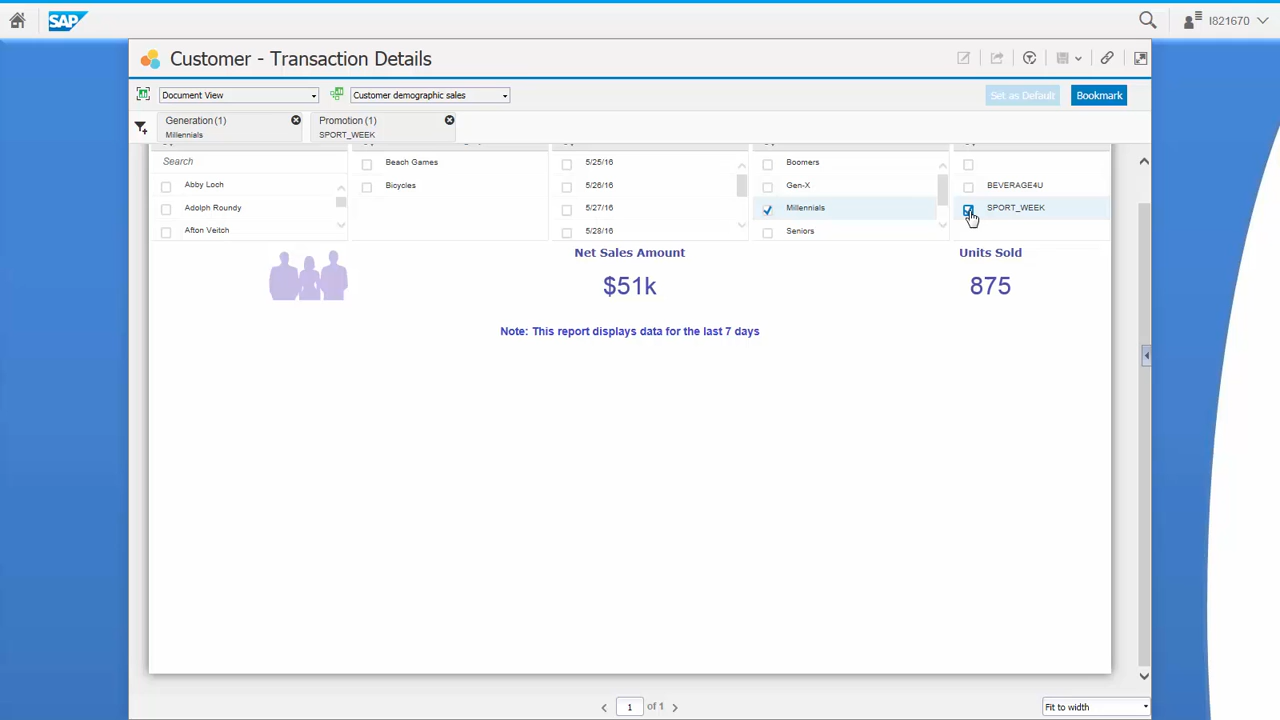 SAP
I821670
Customer - Transaction Details
Document View
Customer demographic sales
Set as Default
Bookmark
Generation (1)
Millennials
Promotion (1)
SPORT_WEEK
Search
Abby Loch
Adolph Roundy
Afton Veitch
Beach Games
Bicycles
5/25/16
5/26/16
5/27/16
5/28/16
Boomers
Gen-X
Millennials
Seniors
BEVERAGE4U
SPORT_WEEK
Net Sales Amount
$51k
Units Sold
875
Note: This report displays data for the last 7 days
1 of 1
Fit to width